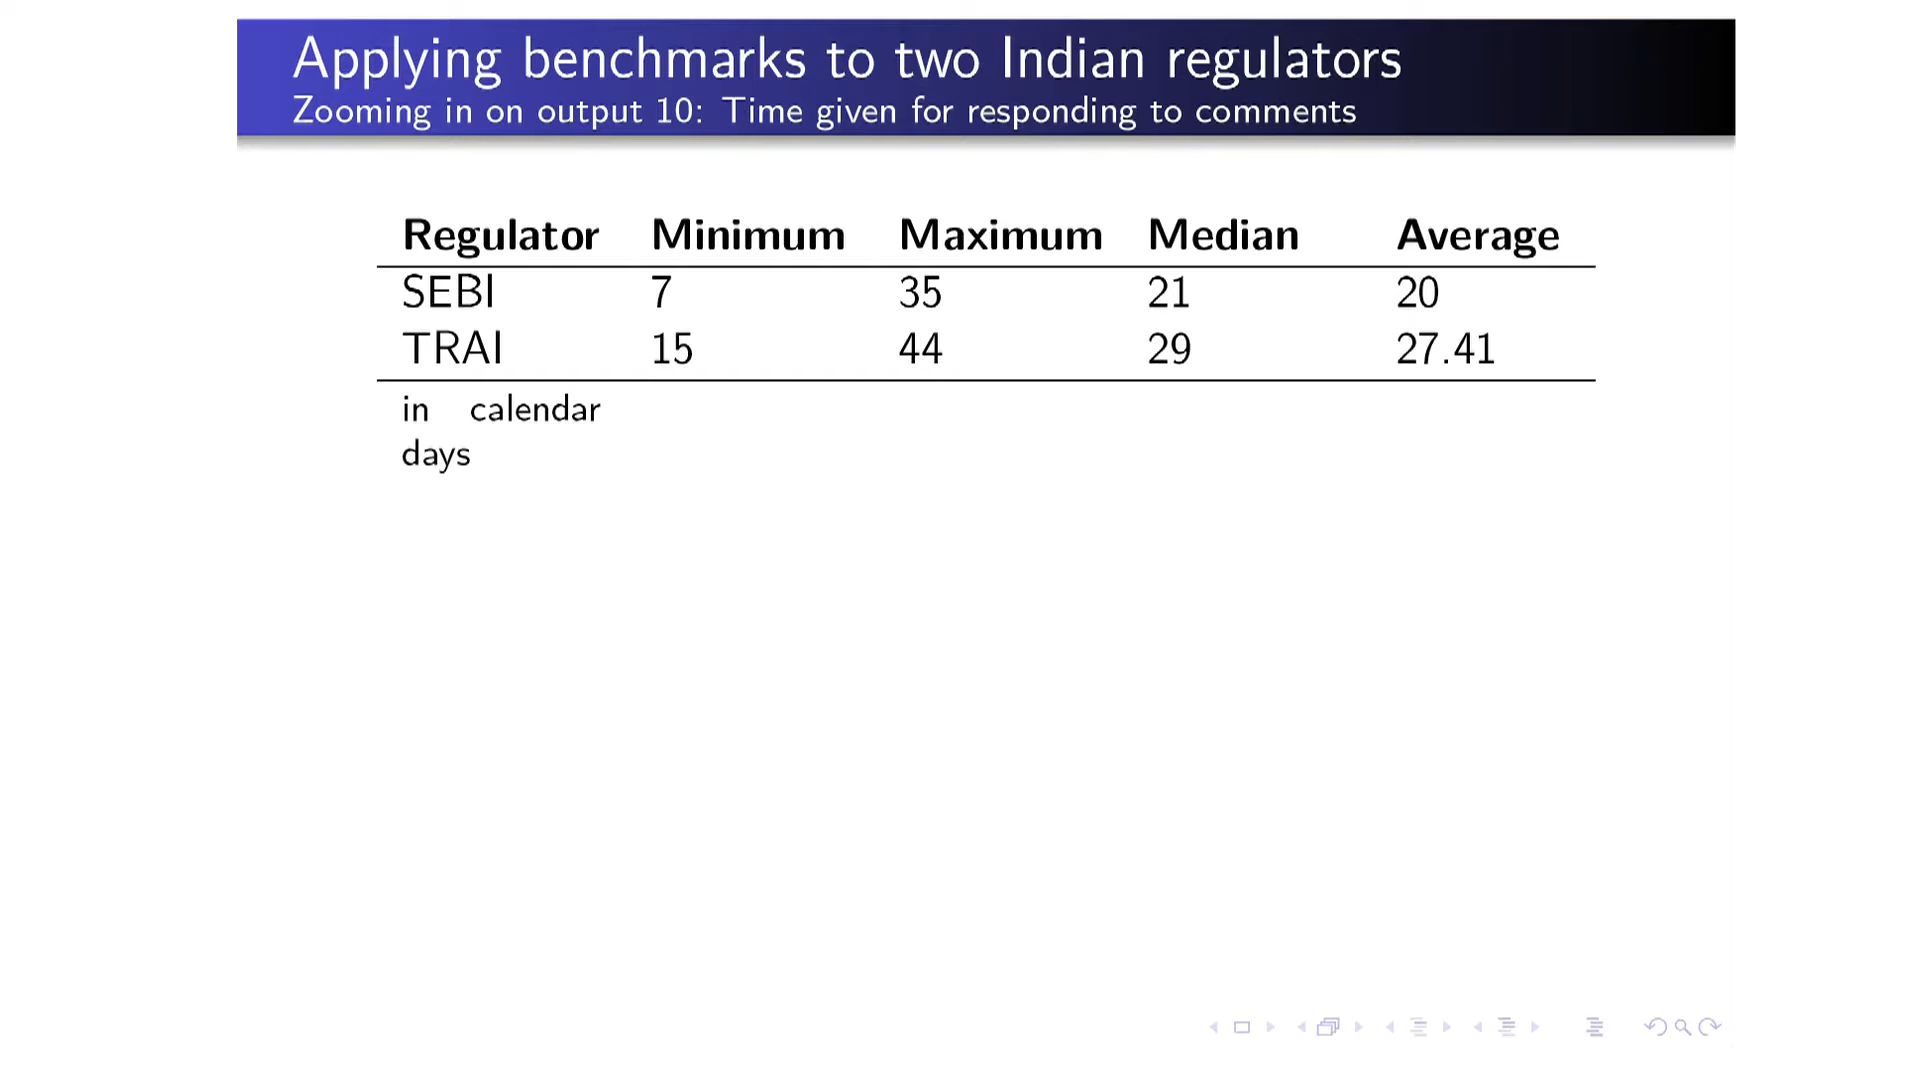 Applying benchmarks to two Indian regulators
Zooming in on output 10: Time given for responding to comments
Regulator Minimum Maximum Median Average
SEBI 7 35 21 20
TRAI 15 44 29 27.41
in calendar
days